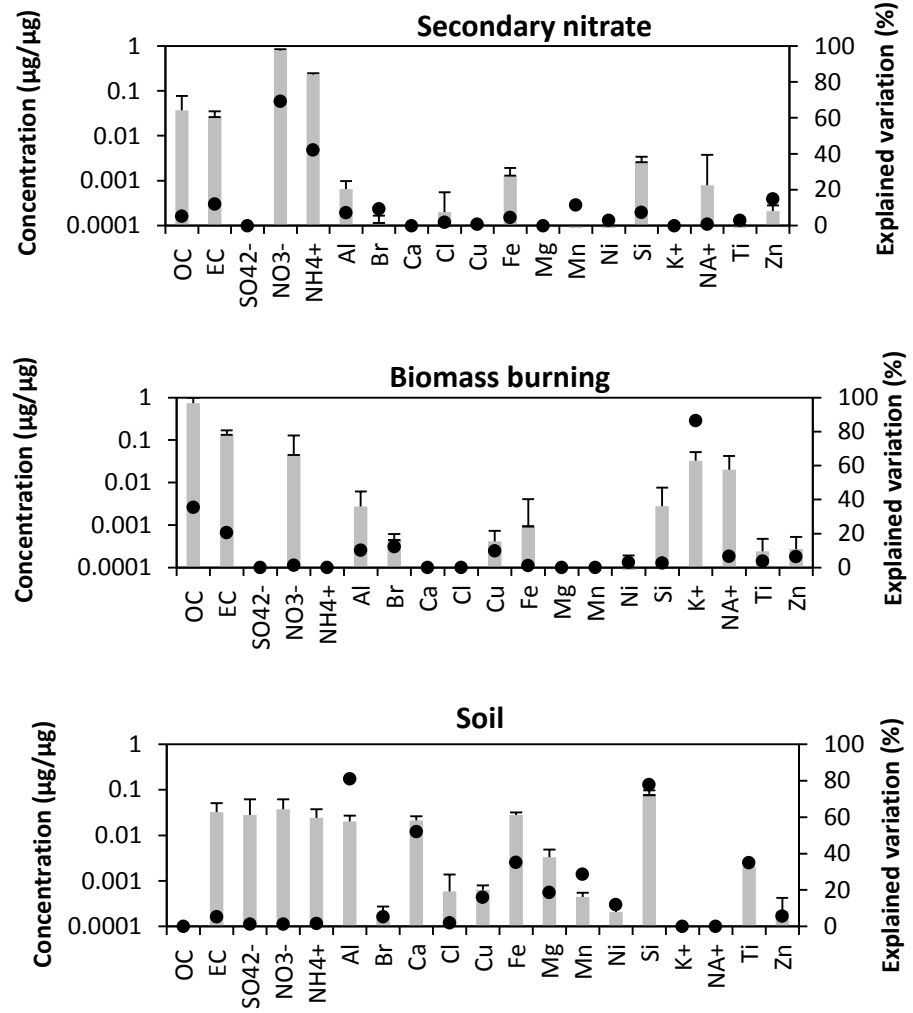 Secondary nitrate
Concentration (µg/µg)
1
0.1
0.01
0.001
0.0001
100
80
60
40
20
0
Explained variation (%)
OC EC SO42- NO3- NH4+ Al Br Ca Cl Cu Fe Mg Mn Ni Si K+ NA+ Ti Zn
Biomass burning
Concentration (µg/µg)
1
0.1
0.01
0.001
0.0001
100
80
60
40
20
0
Explained variation (%)
OC EC SO42- NO3- NH4+ Al Br Ca Cl Cu Fe Mg Mn Ni Si K+ NA+ Ti Zn
Soil
Concentration (µg/µg)
1
0.1
0.01
0.001
0.0001
100
80
60
40
20
0
Explained variation (%)
OC EC SO42- NO3- NH4+ Al Br Ca Cl Cu Fe Mg Mn Ni Si K+ NA+ Ti Zn